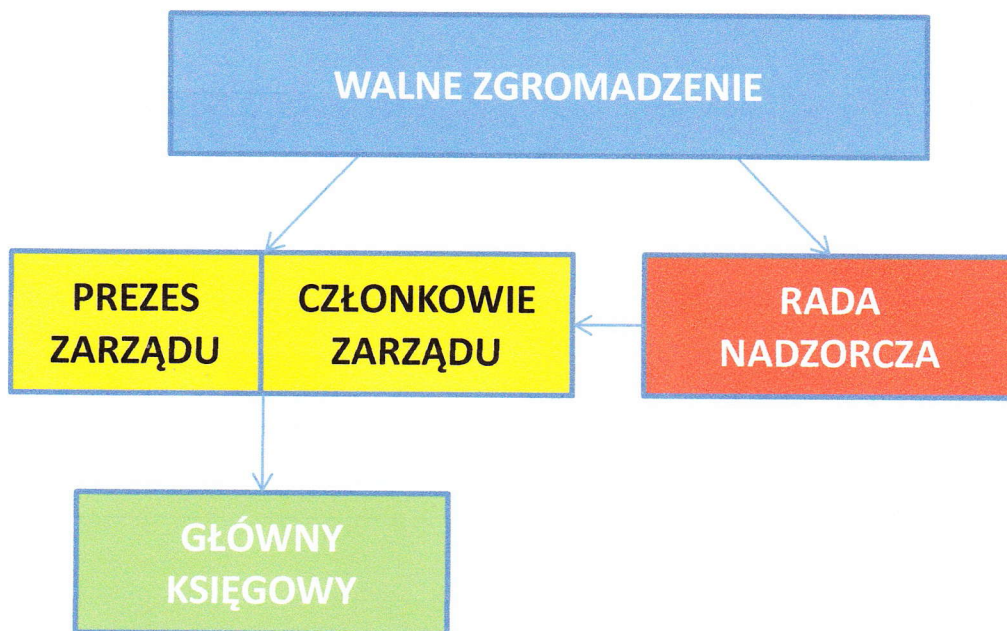 WALNE ZGROMADZENIE
PREZES
ZARZĄDU
CZŁONKOWIE
ZARZĄDU
RADA
NADZORCZA
GŁÓWNY
KSIĘGOWY